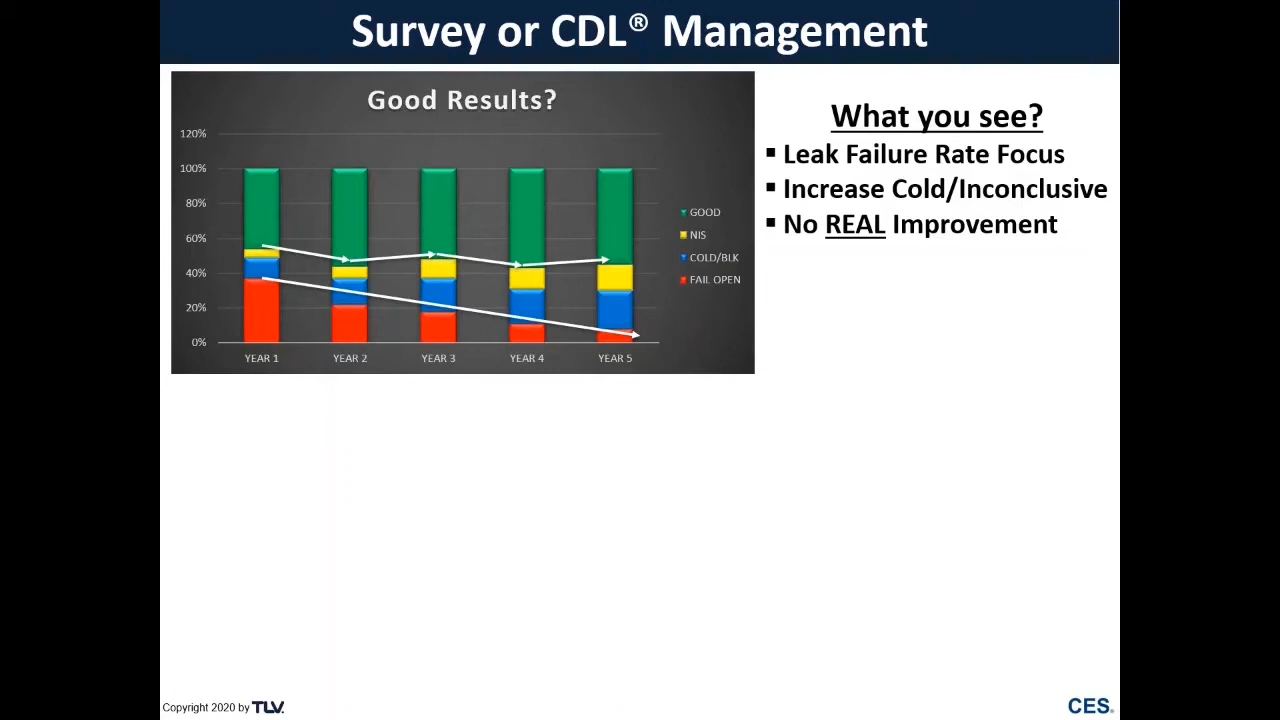 Survey or CDL® Management
Good Results?
120%
100%
80%
60%
40%
20%
0%
YEAR 1
YEAR 2
YEAR 3
YEAR 4
YEAR 5
GOOD
NIS
COLD/BLK
FAIL OPEN
What you see?
▪ Leak Failure Rate Focus
▪ Increase Cold/Inconclusive
▪ No REAL Improvement
Copyright 2020 by TLV.
CES®